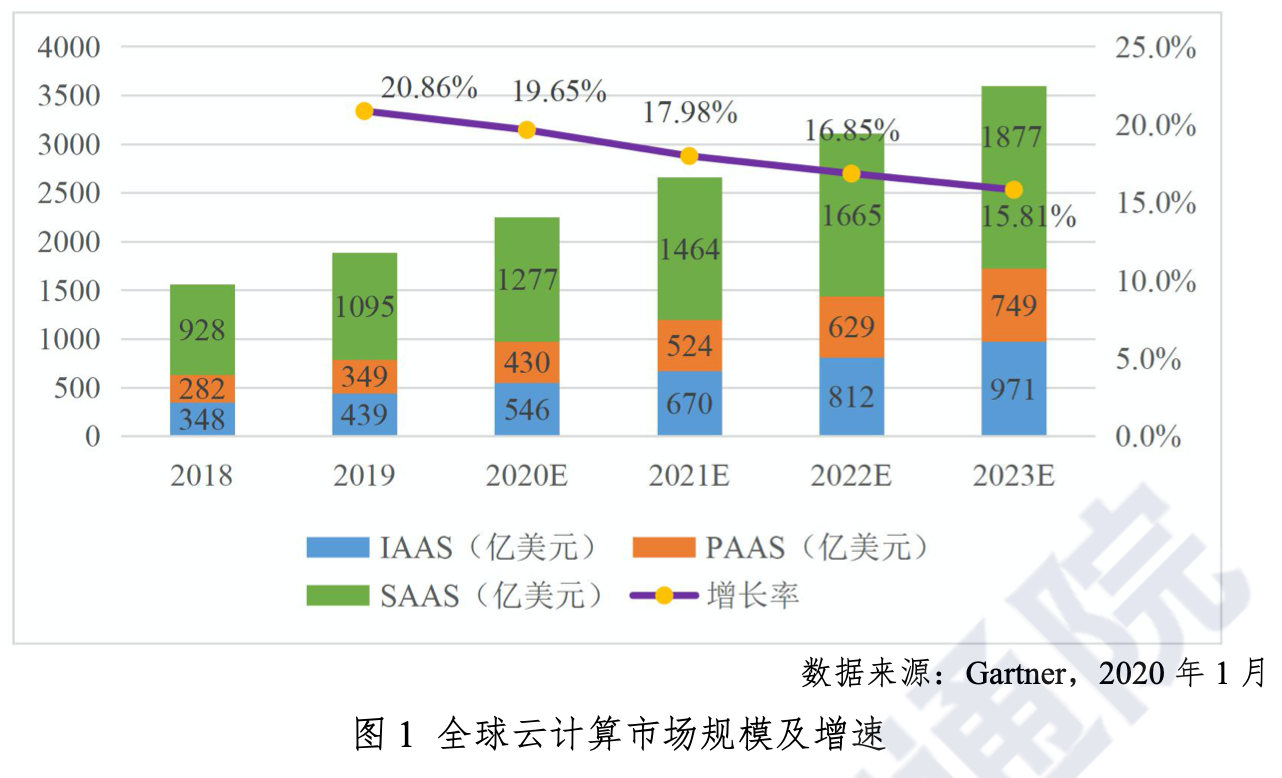 4000 25.0%
3500 20.86% 19.65% 17.98% 16.85% 20.0%
3000 1877
2500 15.0%
2000 1665 15.81%
1500 928 1095 1277 1464 10.0%
1000 282 349 430 524 629 749 5.0%
500 348 439 546 670 812 971
0 0.0%
2018 2019 2020E 2021E 2022E 2023E
IAAS（亿美元） PAAS（亿美元）
SAAS（亿美元） 增长率
数据来源：Gartner，2020 年 1 月
图 1 全球云计算市场规模及增速
通院